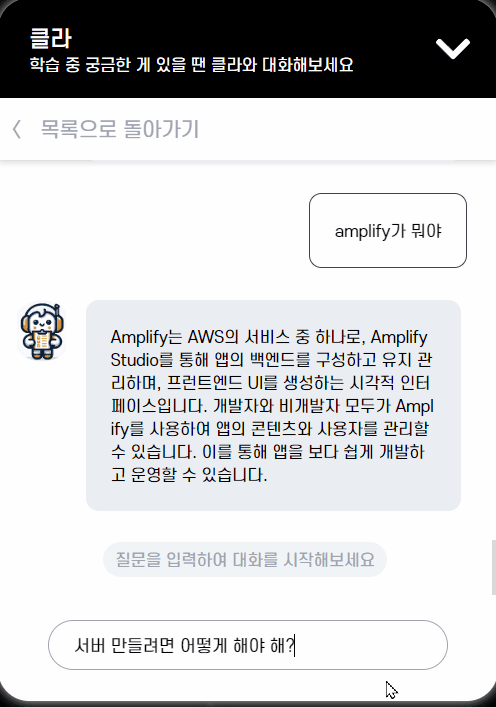 클라
학습 중 궁금한 게 있을 땐 클라와 대화해보세요
목록으로 돌아가기
amplify가 뭐야
Amplify는 AWS의 서비스 중 하나로, Amplify
Studio를 통해 앱의 백엔드를 구성하고 유지 관
리하며, 프런트엔드 UI를 생성하는 시각적 인터
페이스입니다. 개발자와 비개발자 모두가 Ampl
ify를 사용하여 앱의 콘텐츠와 사용자를 관리할
수 있습니다. 이를 통해 앱을 보다 쉽게 개발하
고 운영할 수 있습니다.
질문을 입력하여 대화를 시작해보세요
서버 만들려면 어떻게 해야 해?